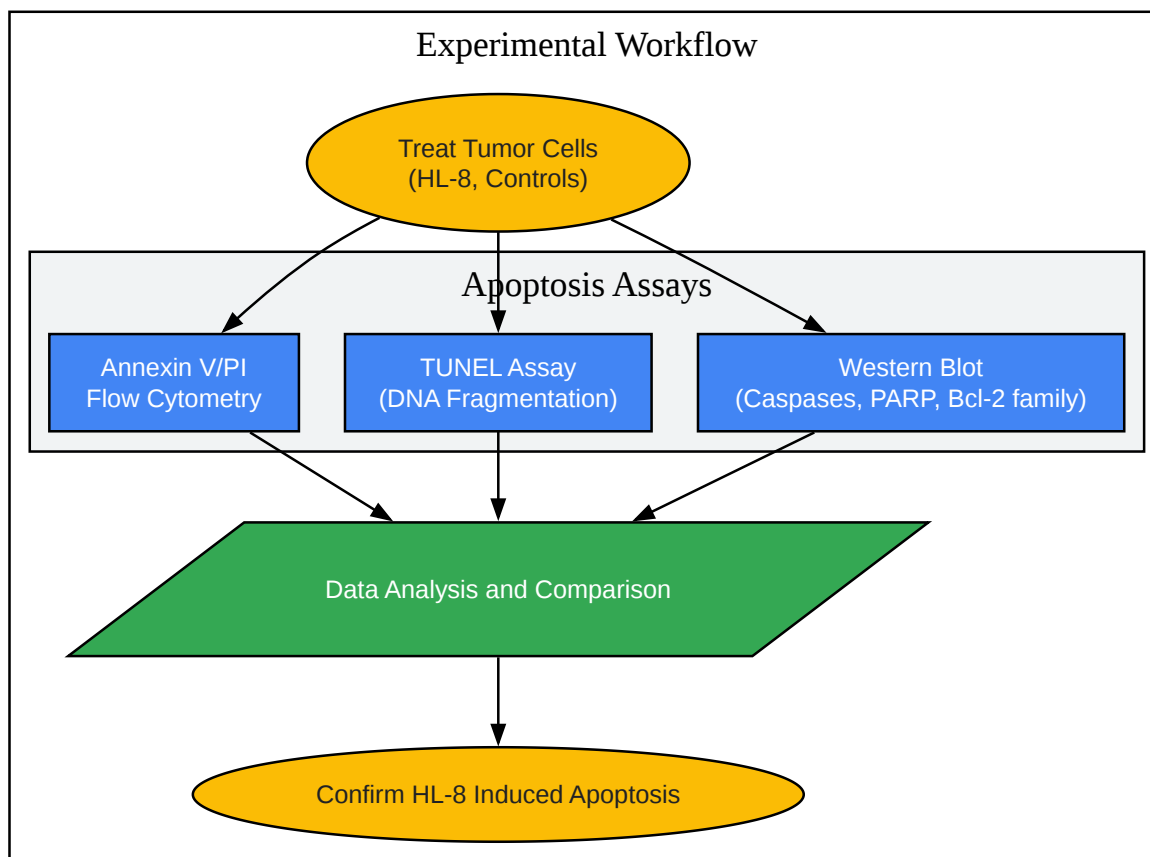 Experimental Workflow
Treat Tumor Cells
(HL-8, Controls)
Apoptosis Assays
Annexin V/PI
Flow Cytometry
TUNEL Assay
(DNA Fragmentation)
Western Blot
(Caspases, PARP, Bcl-2 family)
Data Analysis and Comparison
Confirm HL-8 Induced Apoptosis